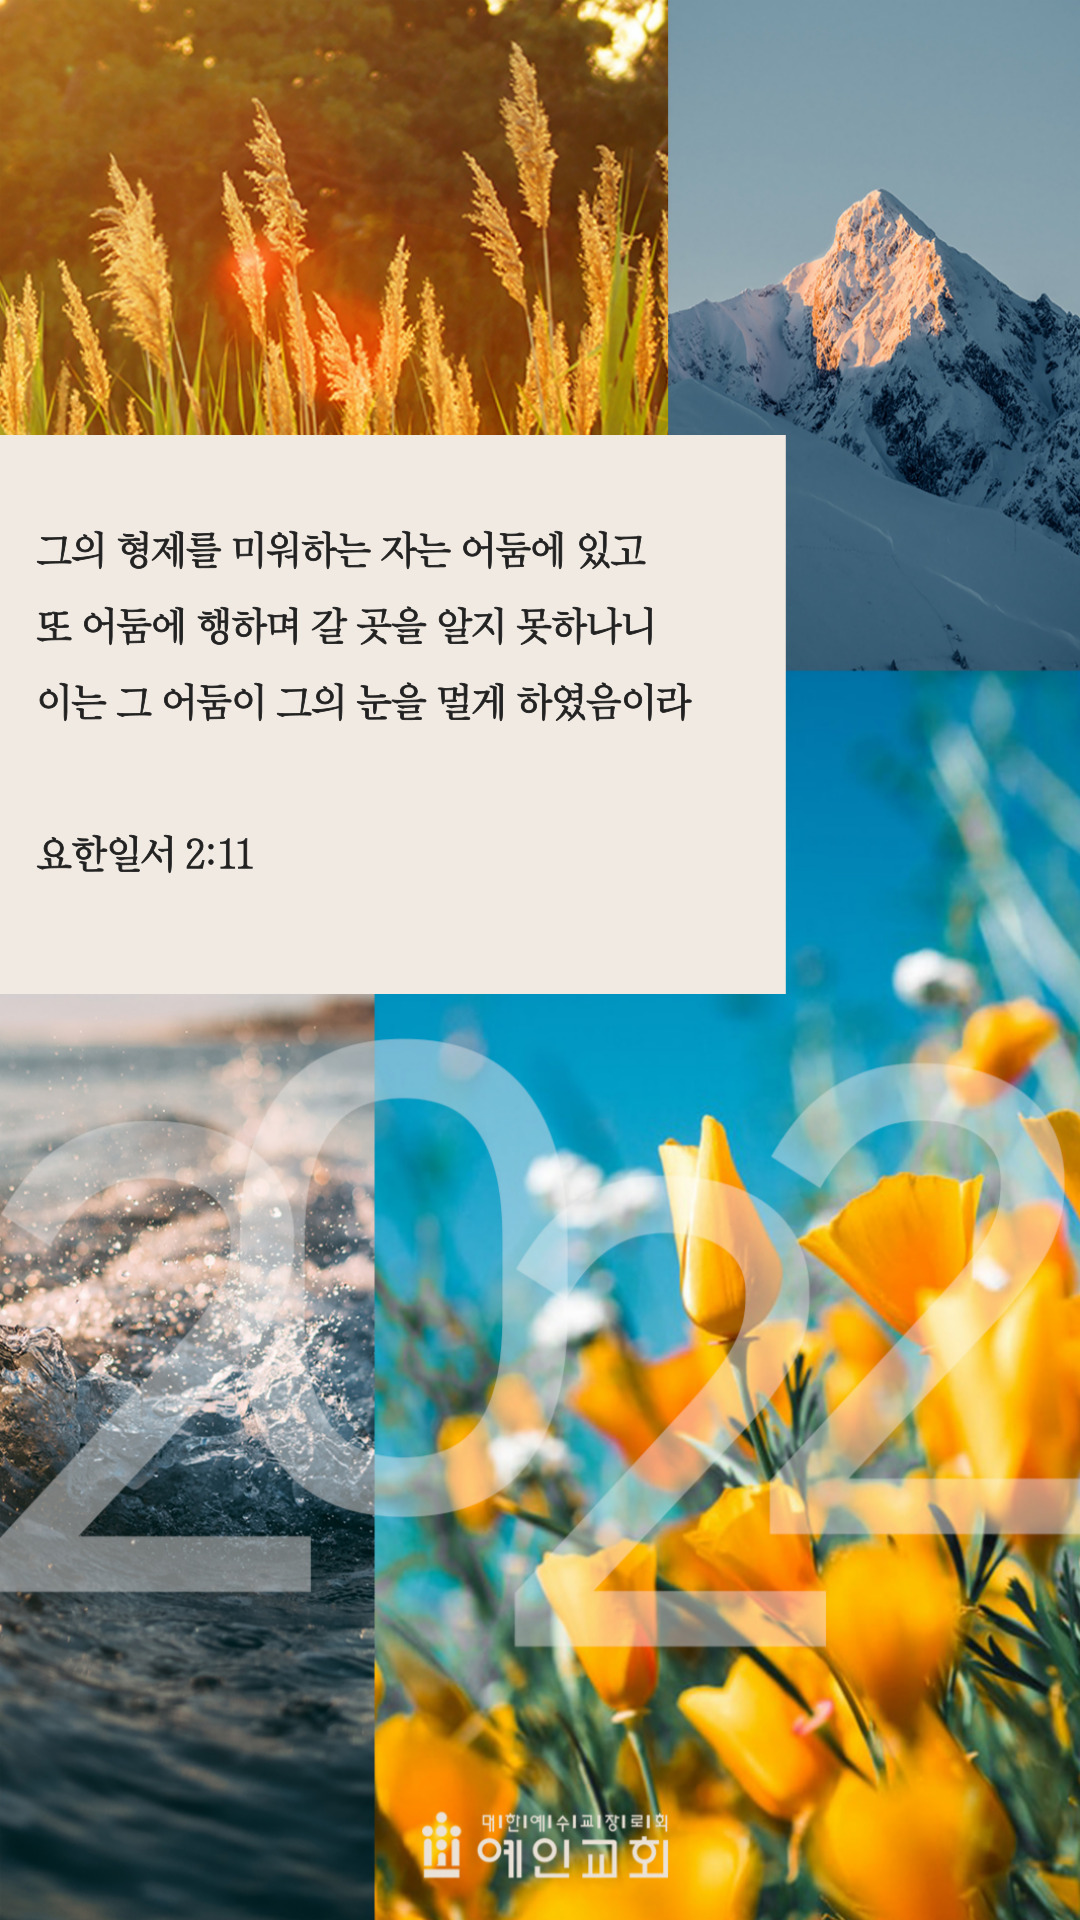 그의 형제를 미워하는 자는 어둠에 있고
또 어둠에 행하며 갈 곳을 알지 못하나니
이는 그 어둠이 그의 눈을 멀게 하였음이라
요한일서 2:11
2022
대한예수교장로회
예인교회